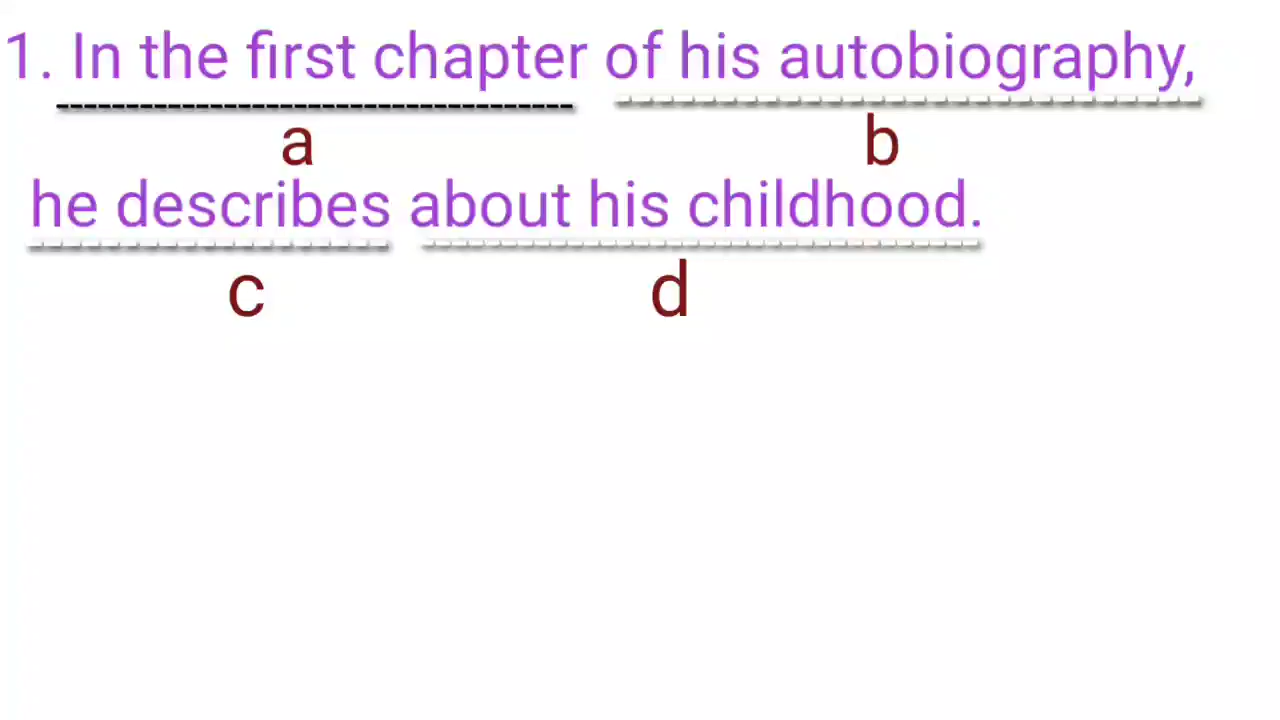 1. In the first chapter of his autobiography,
a b
he describes about his childhood.
c d